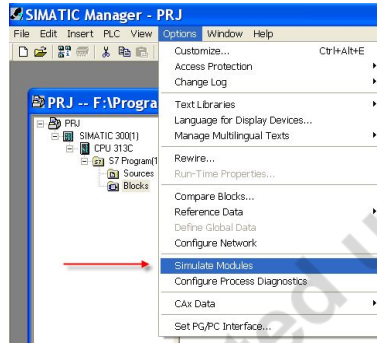 SIMATIC Manager - PRJ
File Edit Insert PLC View Options Window Help
Customize... Ctrl+Alt+E
Access Protection
Change Log
Text Libraries
Language for Display Devices...
Manage Multilingual Texts
Rewire...
Run-Time Properties...
Compare Blocks...
Reference Data
Define Global Data
Configure Network
Simulate Modules
Configure Process Diagnostics
CAx Data
Set PG/PC Interface...
PRJ -- F:\Progra
PRJ
SIMATIC 300(1)
CPU 313C
S7 Program(1
Sources
Blocks